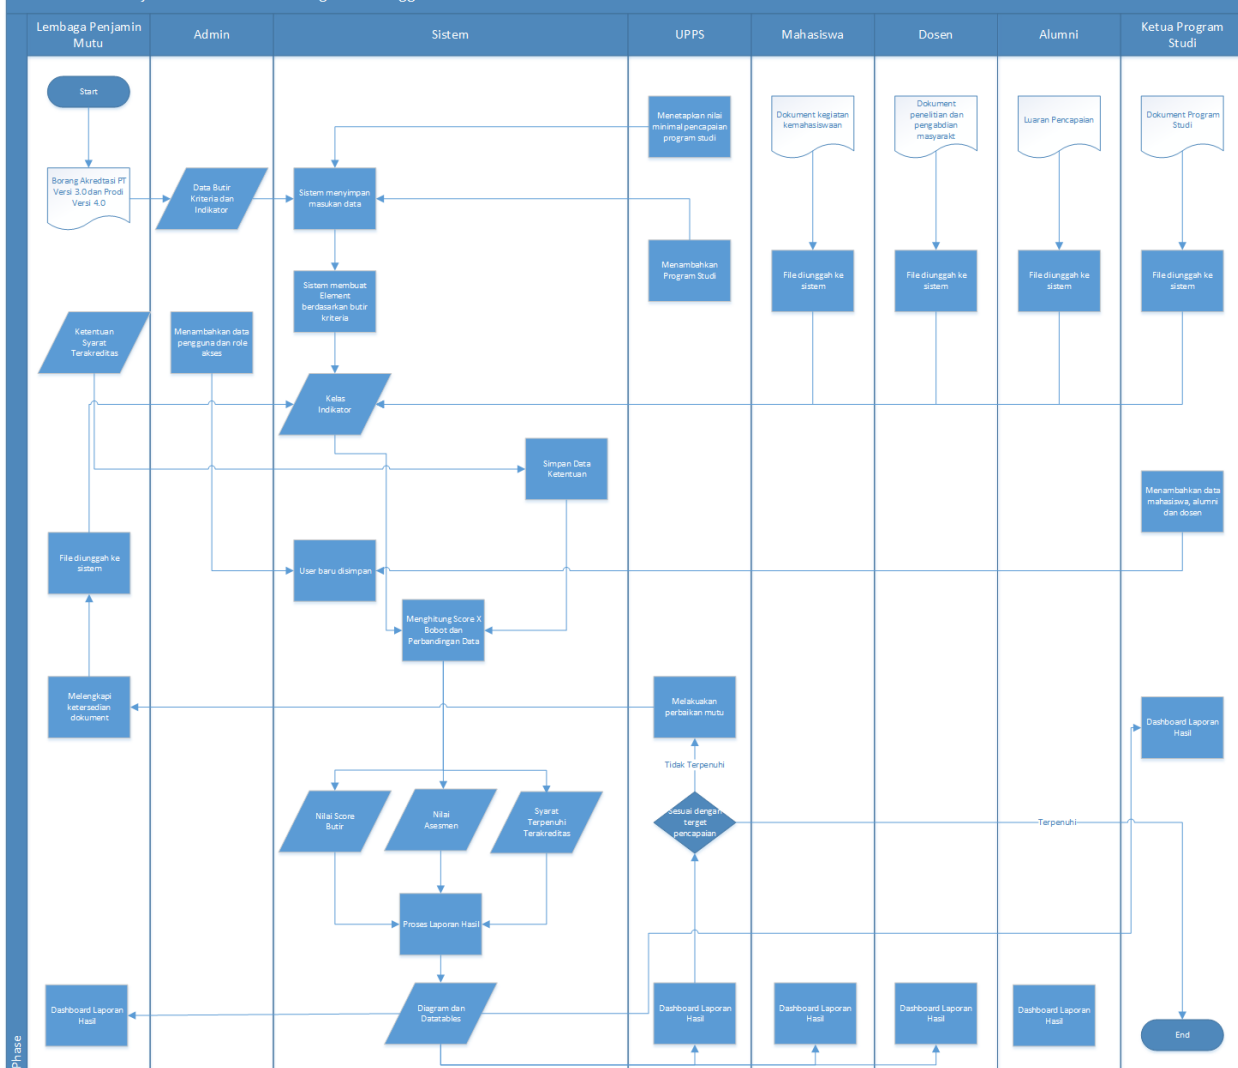 Lembaga Penjamin
Mutu
Admin
Sistem
UPPS
Mahasiswa
Dosen
Alumni
Ketua Program
Studi
Start
Menetapkan nilai
minimal pencapaian
program studi
Dokumen kegiatan
kemahasiswaan
Dokument
penelitian dan
pengabdian
masyarakt
Luaran Pencapaian
Dokument Program
Studi
Borang Akredtasi PT
Versi 3.0 dan Prodi
Versi 4.0
Data Butir
Kriteria dan
Indikator
Sistem menyimpan
masukan data
Menambahkan
Program Studi
File diunggah ke
sistem
File diunggah ke
sistem
File diunggah ke
sistem
File diunggah ke
sistem
Sistem membuat
Element
berdasarkan butir
kriteria
Ketentuan
Syarat
Terakreditas
Menambahkan data
pengguna dan role
akses
Kelas
Indikator
Simpan Data
Ketentuan
Menambahkan data
mahasiswa, alumni
dan dosen
File diunggah ke
sistem
User baru disimpan
Menghitung Score X
Bobot dan
Perbandingan Data
Melengkapi
ketersedian
dokument
Melakuakan
perbaikan mutu
Dashboard Laporan
Hasil
Tidak Terpenuhi
Nilai Score
Butir
Nilai
Asesmen
Syarat
Terpenuhi
Terakreditas
Sesuai dengan
terget
pencapaian
Terpenuhi
Proses Laporan Hasil
Dashboard Laporan
Hasil
Diagram dan
Datatables
Dashboard Laporan
Hasil
Dashboard Laporan
Hasil
Dashboard Laporan
Hasil
Dashboard Laporan
Hasil
End
Phase